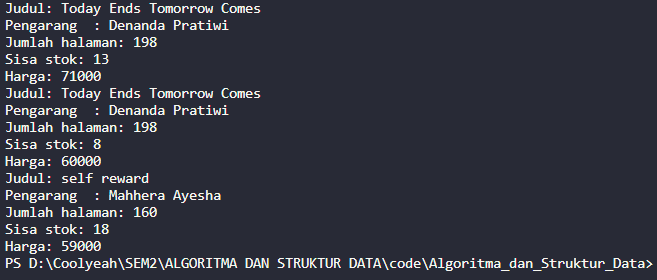 Judul: Today Ends Tomorrow Comes
Pengarang  : Denanda Pratiwi
Jumlah halaman: 198
Sisa stok: 13
Harga: 71000
Judul: Today Ends Tomorrow Comes
Pengarang  : Denanda Pratiwi
Jumlah halaman: 198
Sisa stok: 8
Harga: 60000
Judul: self reward
Pengarang  : Mahhera Ayesha
Jumlah halaman: 160
Sisa stok: 18
Harga: 59000
PS D:\Coolyeah\SEM2\ALGORITMA DAN STRUKTUR DATA\code\Algoritma_dan_Struktur_Data>